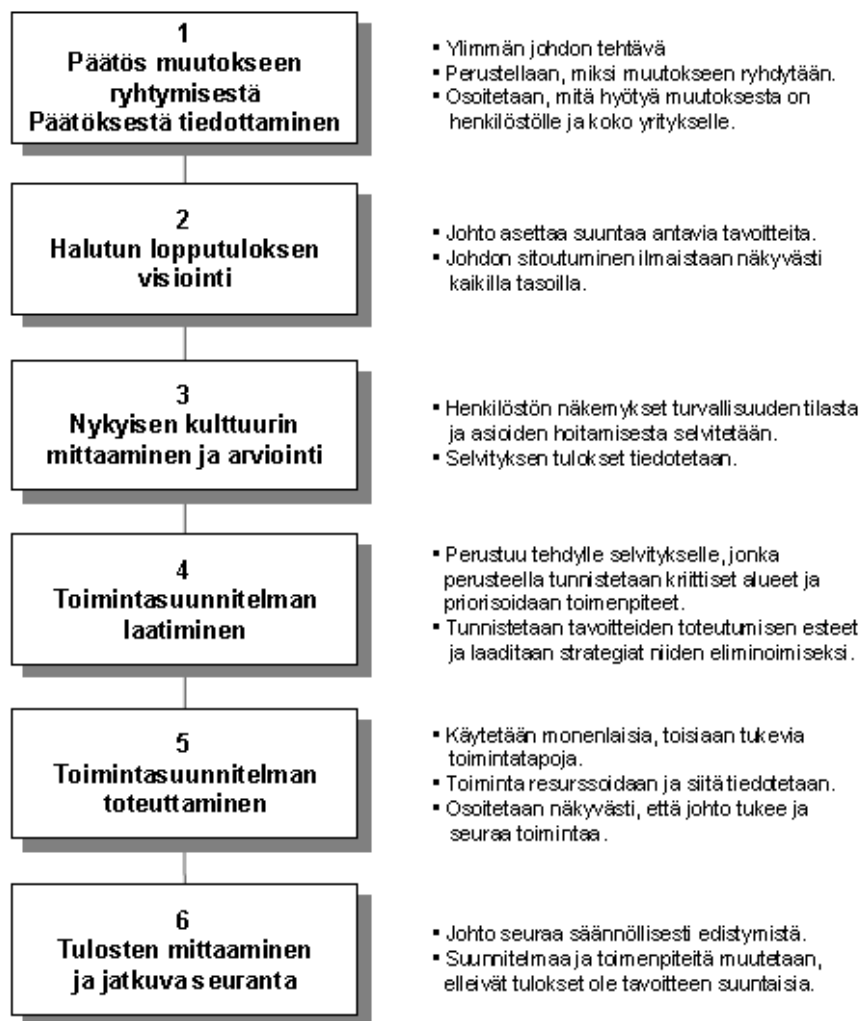 1
Päätös muutokseen
ryhtymisestä
Päätöksestä tiedottaminen
▪ Ylimmän johdon tehtävä
▪ Perustellaan, miksi muutokseen ryhdytään.
▪ Osoitetaan, mitä hyötyä muutoksesta on
henkilöstölle ja koko yritykselle.
2
Halutun lopputuloksen
visiointi
▪ Johto asettaa suuntaa antavia tavoitteita.
▪ Johdon sitoutuminen ilmaistaan näkyvästi
kaikilla tasoilla.
3
Nykyisen kulttuurin
mittaaminen ja arviointi
▪ Henkilöstön näkemykset turvallisuuden tilasta
ja asioiden hoitamisesta selvitetään.
▪ Selvityksen tulokset tiedotetaan.
4
Toimintasuunnitelman
laatiminen
▪ Perustuu tehdylle selvitykselle, jonka
perusteella tunnistetaan kriittiset alueet ja
priorisoidaan toimenpiteet.
▪ Tunnistetaan tavoitteiden toteutumisen esteet
ja laaditaan strategiat niiden eliminoimiseksi.
5
Toimintasuunnitelman
toteuttaminen
▪ Käytetään monenlaisia, toisiaan tukevia
toimintatapoja.
▪ Toiminta resurssoidaan ja siitä tiedotetaan.
▪ Osoitetaan näkyvästi, että johto tukee ja
seuraa toimintaa.
6
Tulosten mittaaminen
ja jatkuva seuranta
▪ Johto seuraa säännöllisesti edistymistä.
▪ Suunnitelmaa ja toimenpiteitä muutetaan,
elleivät tulokset ole tavoitteen suuntaisia.